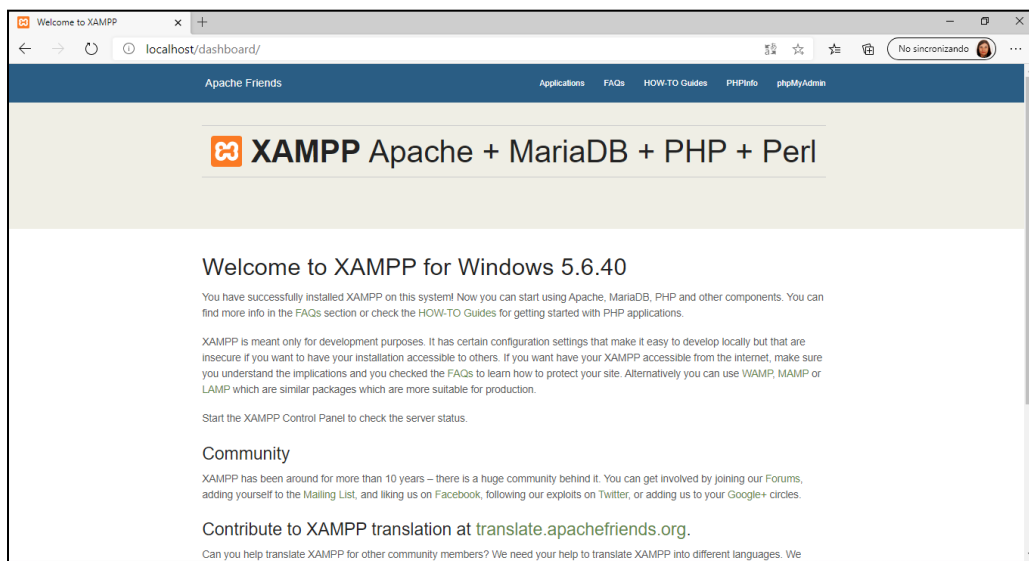 Welcome to XAMPP
localhost/dashboard/
No sincronizando
Apache Friends
Applications FAQs HOW-TO Guides PHPInfo phpMyAdmin
XAMPP Apache + MariaDB + PHP + Perl
Welcome to XAMPP for Windows 5.6.40
You have successfully installed XAMPP on this system! Now you can start using Apache, MariaDB, PHP and other components. You can
find more info in the FAQs section or check the HOW-TO Guides for getting started with PHP applications.
XAMPP is meant only for development purposes. It has certain configuration settings that make it easy to develop locally but that are
insecure if you want to have your installation accessible to others. If you want have your XAMPP accessible from the internet, make sure
you understand the implications and you checked the FAQs to learn how to protect your site. Alternatively you can use WAMP, MAMP or
LAMP which are similar packages which are more suitable for production.
Start the XAMPP Control Panel to check the server status.
Community
XAMPP has been around for more than 10 years – there is a huge community behind it. You can get involved by joining our Forums,
adding yourself to the Mailing List, and liking us on Facebook, following our exploits on Twitter, or adding us to your Google+ circles.
Contribute to XAMPP translation at translate.apachefriends.org.
Can you help translate XAMPP for other community members? We need your help to translate XAMPP into different languages. We